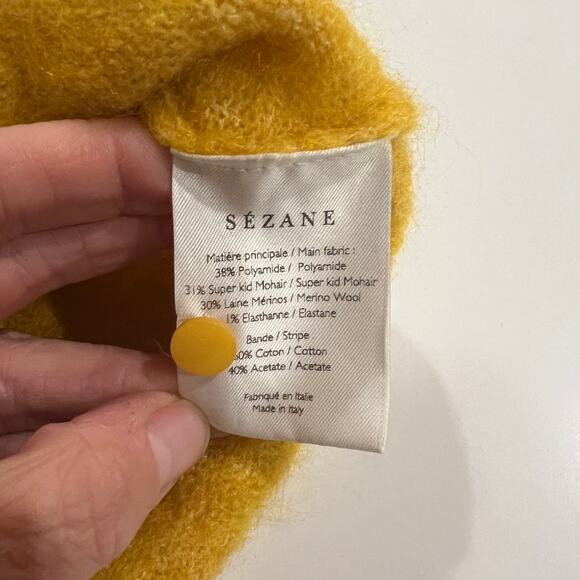 SÉZANE
Matière principale / Main fabric :
38% Polyamide / Polyamide
31% Super kid Mohair / Super kid Mohair
30% Laine Mérinos / Merino Wool
1% Elasthanne / Elastane
Bande / Stripe
Coton / Cotton
40% Acetate / Acetate
Fabriqué en Italie
Made in Italy